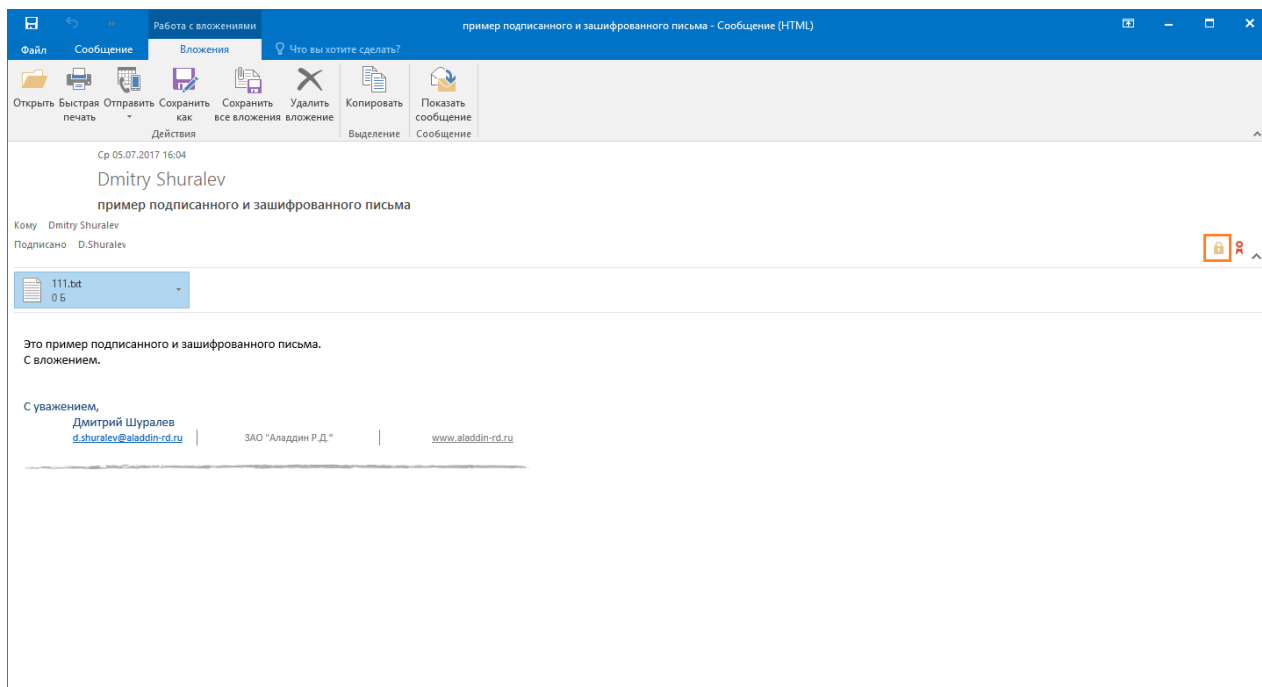 Работа с вложениями
пример подписанного и зашифрованного письма - Сообщение (HTML)
Файл Сообщение Вложения Что вы хотите сделать?
Открыть Быстрая печать Отправить Сохранить как Сохранить все вложения Удалить вложение Копировать Показать сообщение
Действия Выделение Сообщение
Ср 05.07.2017 16:04
Dmitry Shuralev
пример подписанного и зашифрованного письма
Кому Dmitry Shuralev
Подписано D.Shuralev
111.txt
0 Б
Это пример подписанного и зашифрованного письма.
С вложением.
С уважением,
Дмитрий Шуралев
d.shuralev@aladdin-rd.ru ЗАО "Аладдин Р.Д." www.aladdin-rd.ru